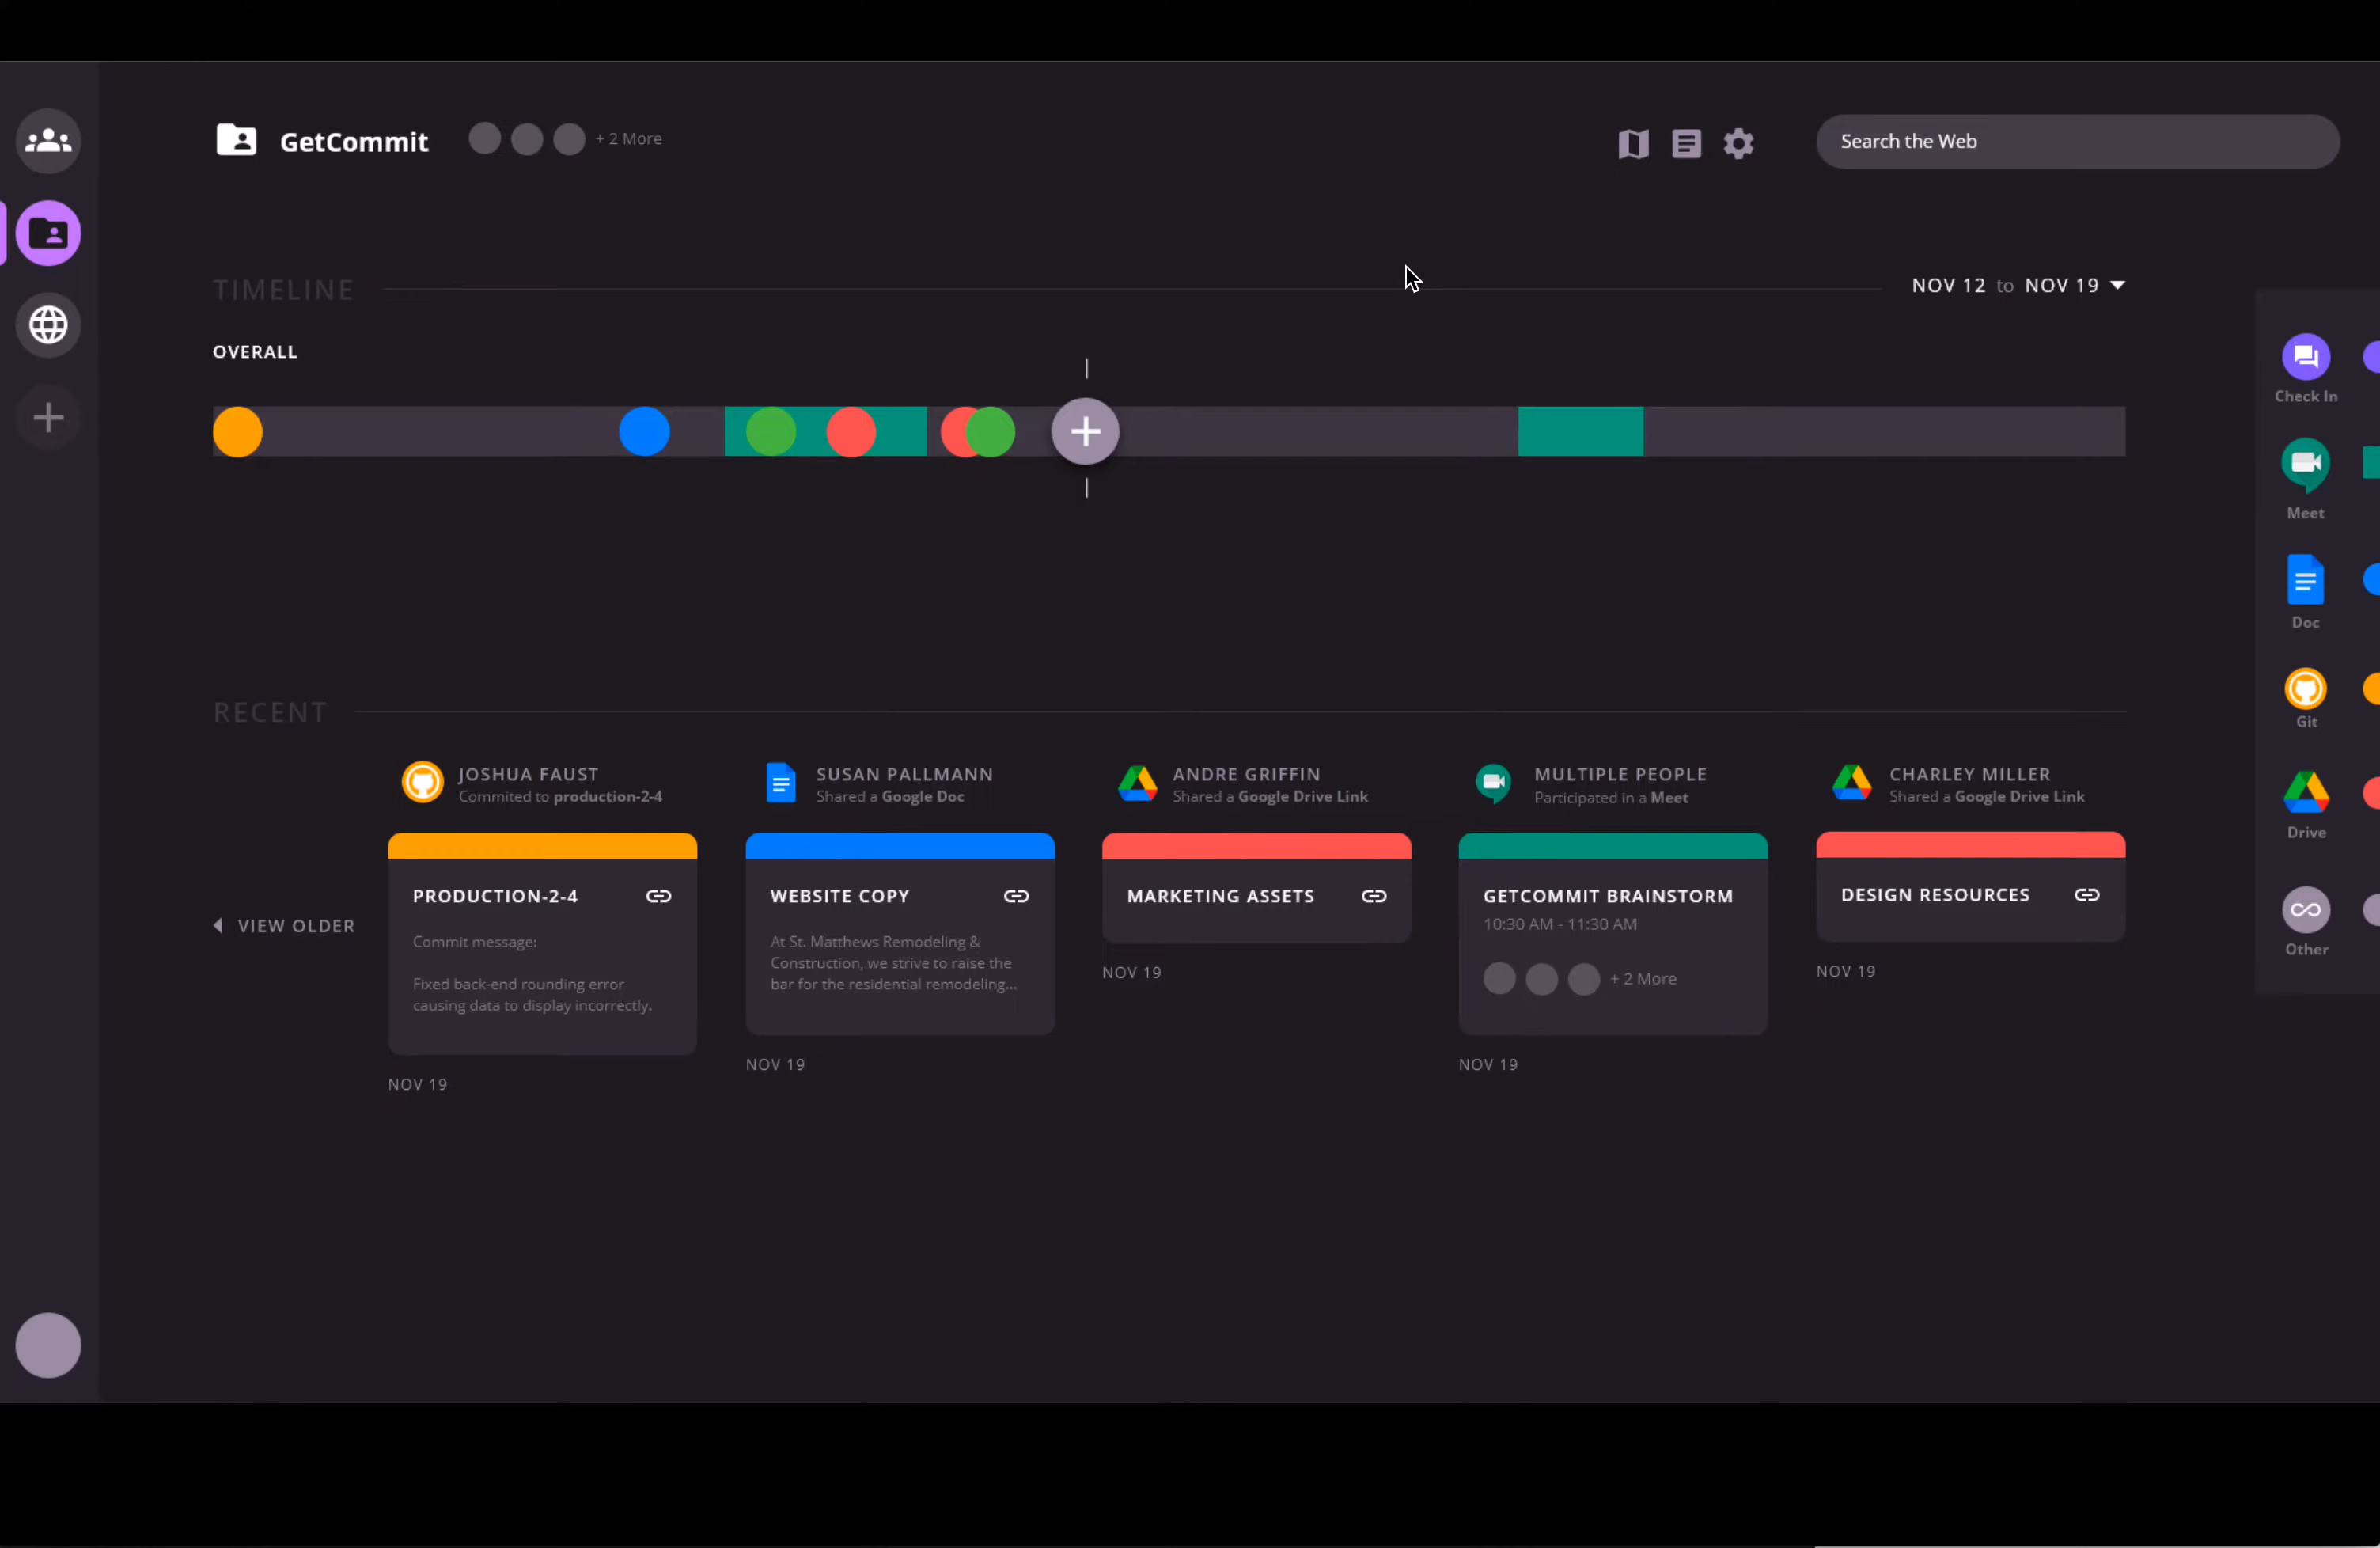 GetCommit
+ 2 More
Search the Web
TIMELINE
NOV 12 to NOV 19
OVERALL
Check In
Meet
Doc
Git
Drive
Other
RECENT
JOSHUA FAUST
Commited to production-2-4
PRODUCTION-2-4
Commit message:
Fixed back-end rounding error
causing data to display incorrectly.
NOV 19
SUSAN PALLMANN
Shared a Google Doc
WEBSITE COPY
At St. Matthews Remodeling &
Construction, we strive to raise the
bar for the residential remodeling...
NOV 19
ANDRE GRIFFIN
Shared a Google Drive Link
MARKETING ASSETS
NOV 19
MULTIPLE PEOPLE
Participated in a Meet
GETCOMMIT BRAINSTORM
10:30 AM - 11:30 AM
+ 2 More
NOV 19
CHARLEY MILLER
Shared a Google Drive Link
DESIGN RESOURCES
NOV 19
VIEW OLDER